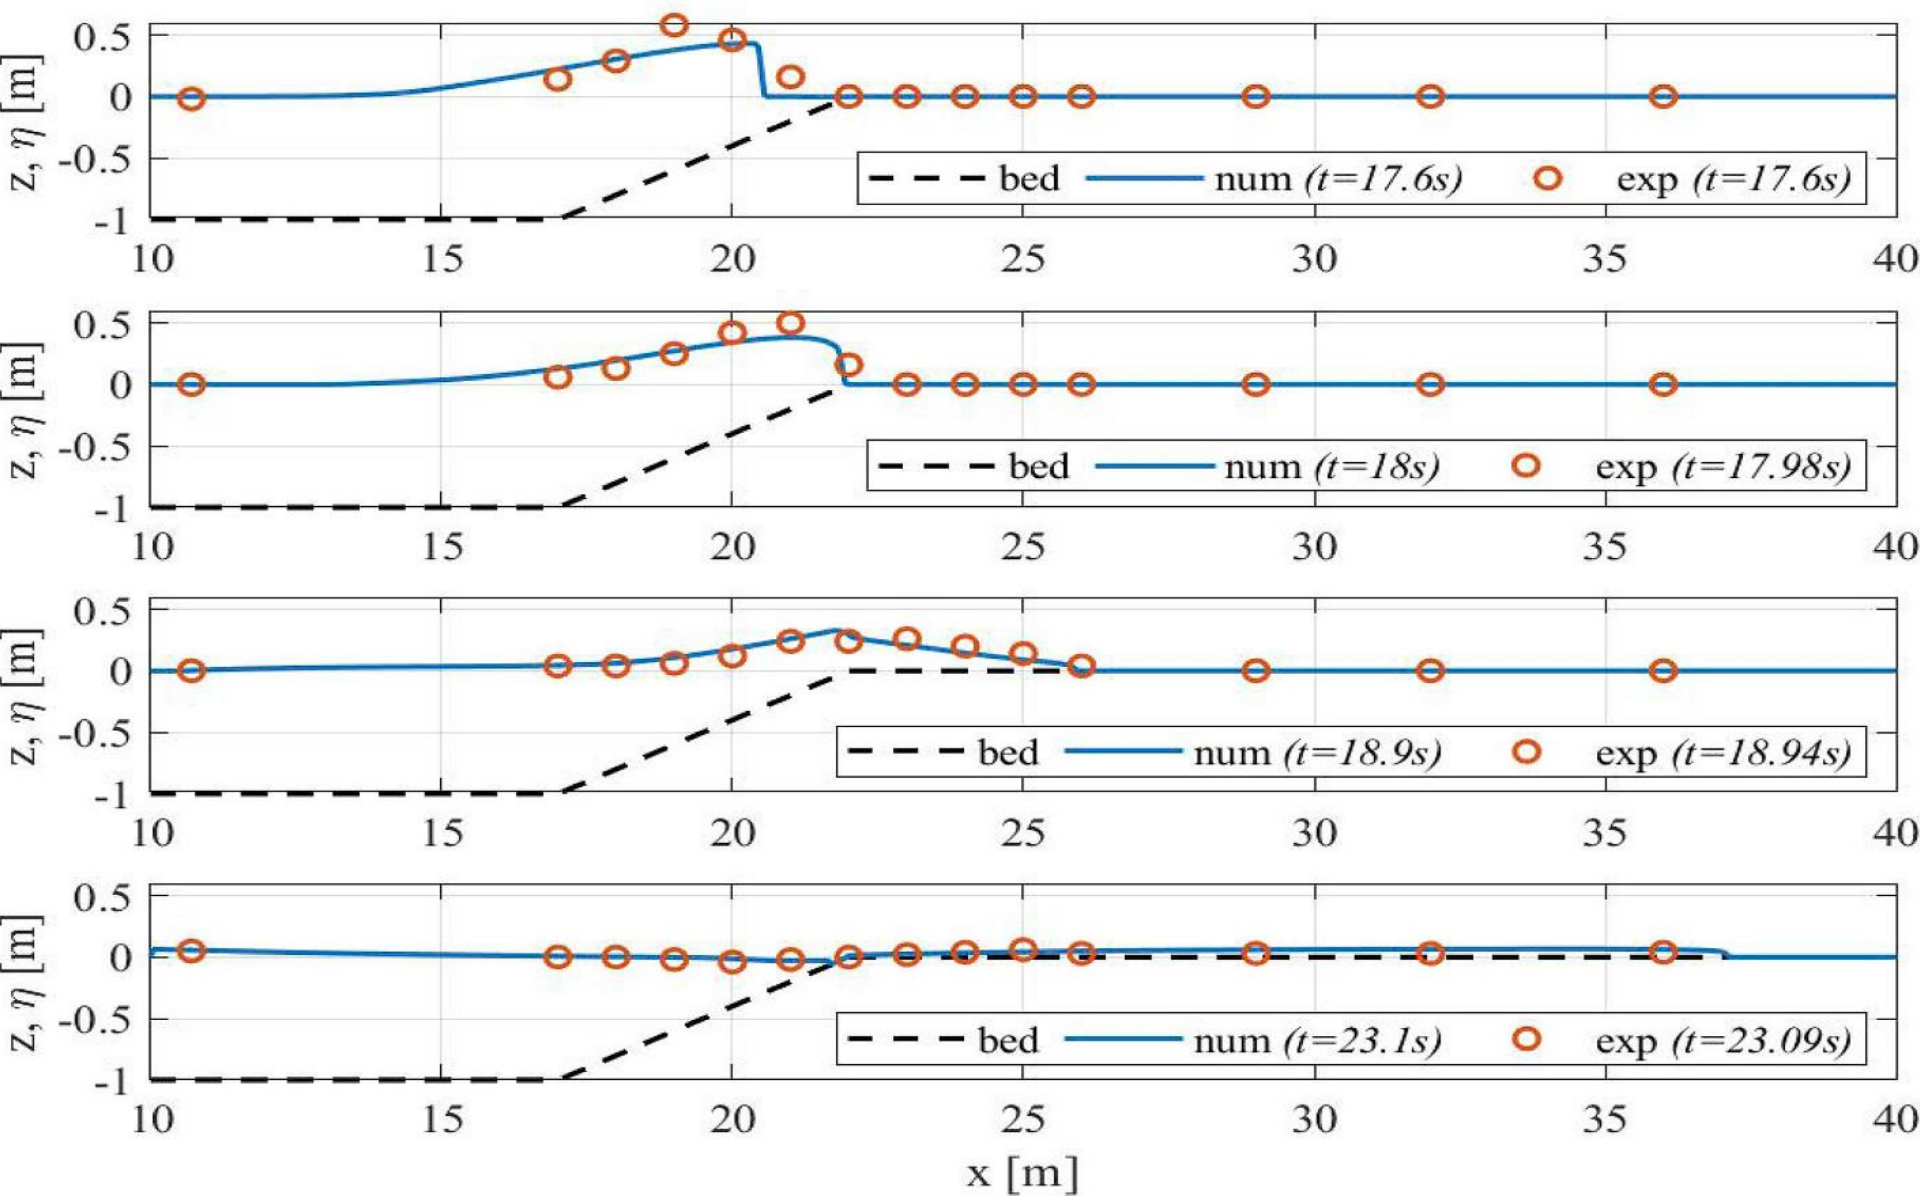 0.5
0
-0.5
-1
z, η [m]
bed num (t=17.6s) exp (t=17.6s)
10 15 20 25 30 35 40
0.5
0
-0.5
-1
z, η [m]
bed num (t=18s) exp (t=17.98s)
10 15 20 25 30 35 40
0.5
0
-0.5
-1
z, η [m]
bed num (t=18.9s) exp (t=18.94s)
10 15 20 25 30 35 40
0.5
0
-0.5
-1
z, η [m]
bed num (t=23.1s) exp (t=23.09s)
10 15 20 25 30 35 40
x [m]